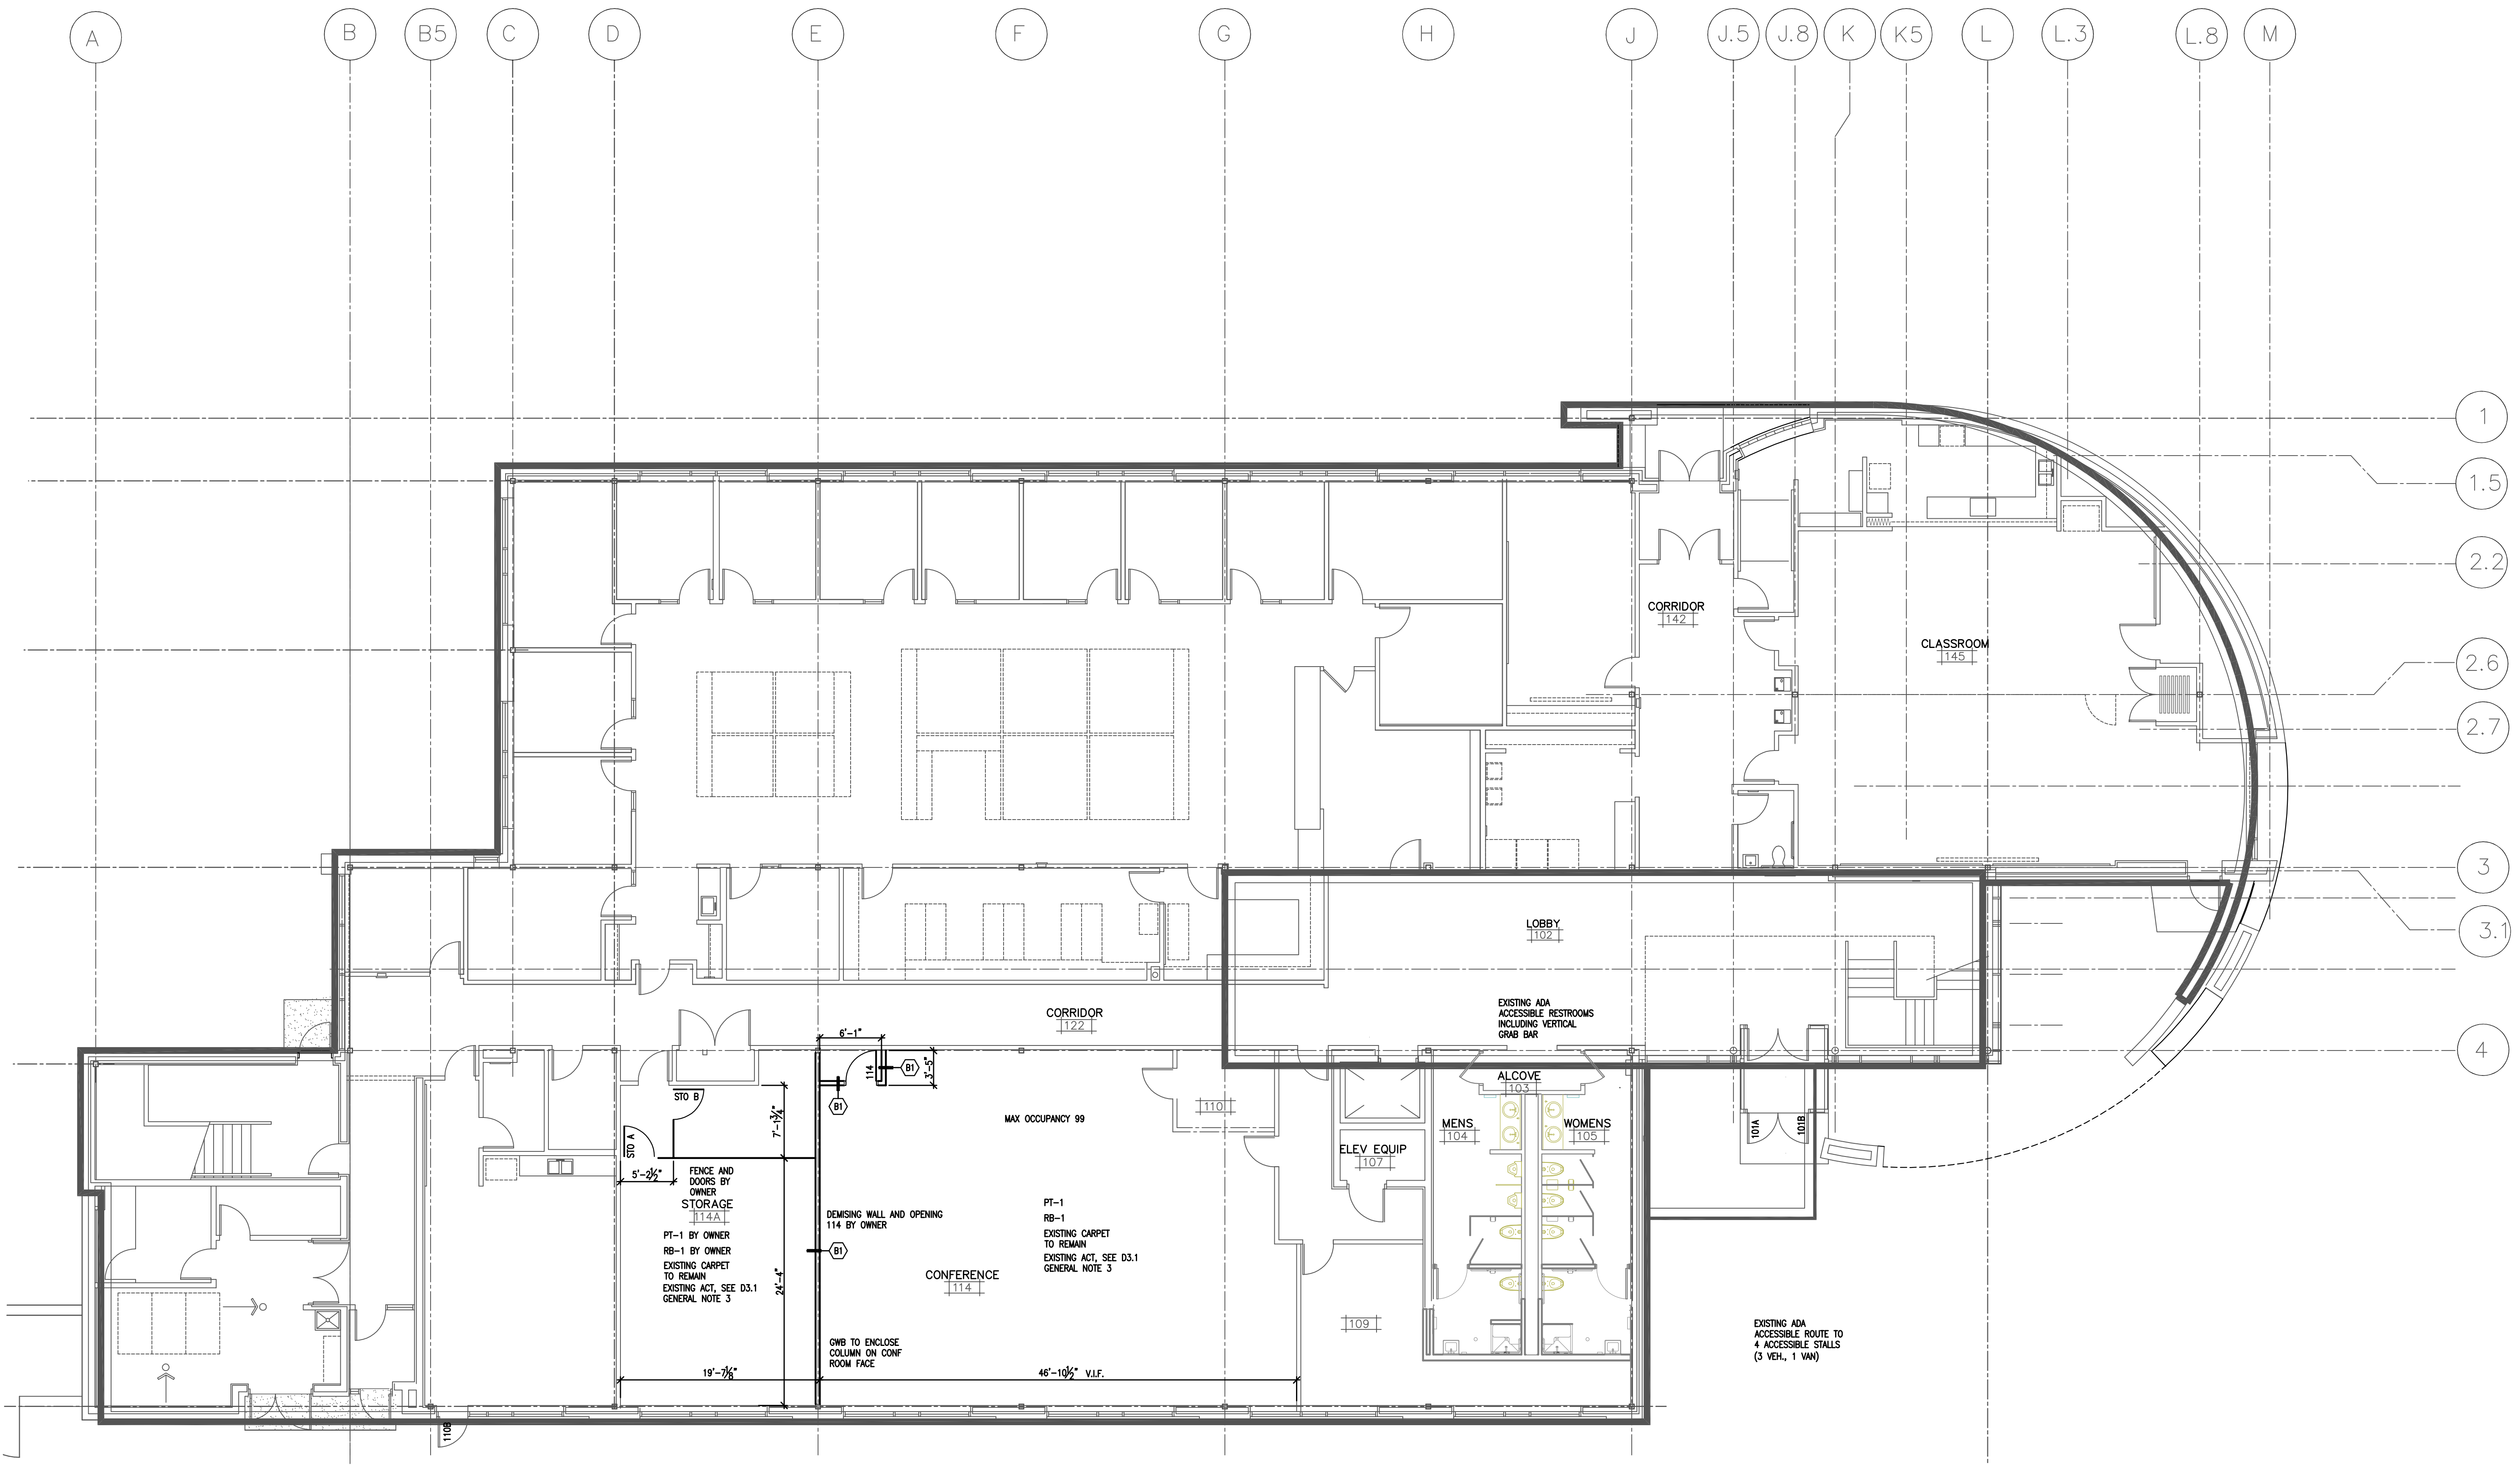 A
B
B5
C
D
E
F
G
H
J
J.5
J.8
K
K5
L
L.3
L.8
M
1
1.5
2.2
2.6
2.7
3
3.1
4
CORRIDOR
142
CLASSROOM
145
LOBBY
102
EXISTING ADA
ACCESSIBLE RESTROOMS
INCLUDING VERTICAL
GRAB BAR
CORRIDOR
122
6'-1"
114
B1
3'-5"
B1
STO B
STO A
7'-1¾"
5'-2½"
FENCE AND
DOORS BY
OWNER
STORAGE
114A
PT-1 BY OWNER
RB-1 BY OWNER
EXISTING CARPET
TO REMAIN
EXISTING ACT, SEE D3.1
GENERAL NOTE 3
24'-4"
19'-7⅞"
DEMISING WALL AND OPENING
114 BY OWNER
B1
GWB TO ENCLOSE
COLUMN ON CONF
ROOM FACE
MAX OCCUPANCY 99
PT-1
RB-1
EXISTING CARPET
TO REMAIN
EXISTING ACT, SEE D3.1
GENERAL NOTE 3
CONFERENCE
114
46'-10½" V.I.F.
110
ALCOVE
103
MENS
104
WOMENS
105
ELEV EQUIP
107
109
101A
101B
110B
EXISTING ADA
ACCESSIBLE ROUTE TO
4 ACCESSIBLE STALLS
(3 VEH., 1 VAN)